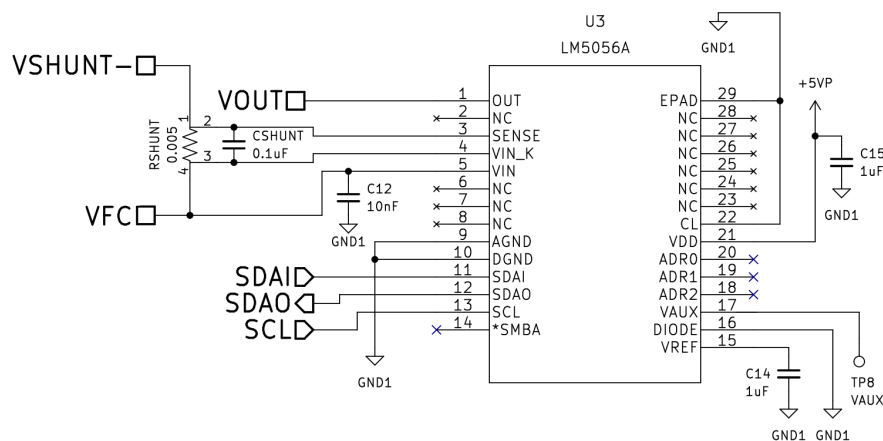 U3
LM5056A
GND1
+5VP
VSHUNT-
VOUT
VFC
SDAI
SDAO
SCL
RSHUNT
0.005
1
2
3
4
CSHUNT
0.1uF
C12
10nF
GND1
GND1
1 OUT
2 NC
3 SENSE
4 VIN_K
5 VIN
6 NC
7 NC
8 NC
9 AGND
10 DGND
11 SDAI
12 SDAO
13 SCL
14 *SMBA
EPAD 29
NC 28
NC 27
NC 26
NC 25
NC 24
NC 23
CL 22
VDD 21
ADR0 20
ADR1 19
ADR2 18
VAUX 17
DIODE 16
VREF 15
C15
1uF
GND1
C14
1uF
TP8
VAUX
GND1 GND1